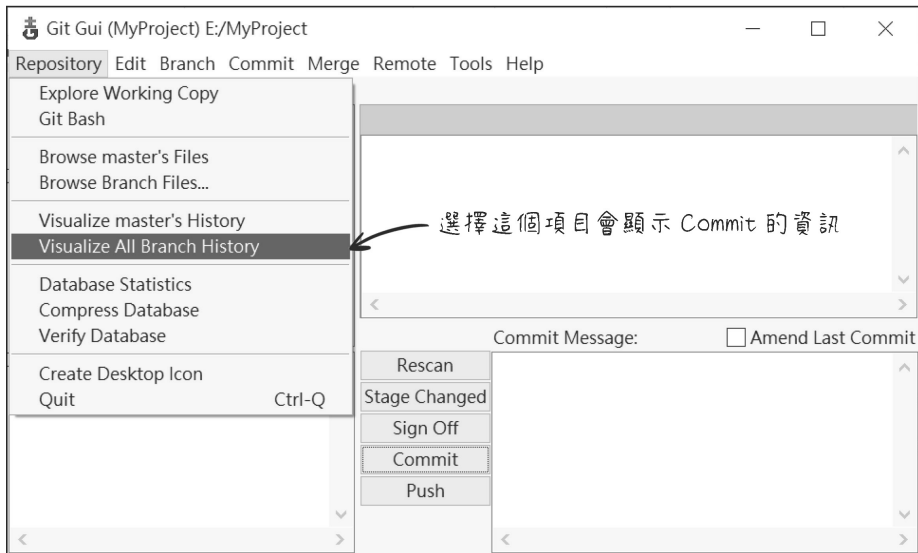 Git Gui (MyProject) E:/MyProject
Repository Edit Branch Commit Merge Remote Tools Help
Explore Working Copy
Git Bash
Browse master's Files
Browse Branch Files...
Visualize master's History
Visualize All Branch History
選擇這個項目會顯示 Commit 的資訊
Database Statistics
Compress Database
Verify Database
Create Desktop Icon
Quit Ctrl-Q
Commit Message: Amend Last Commit
Rescan
Stage Changed
Sign Off
Commit
Push